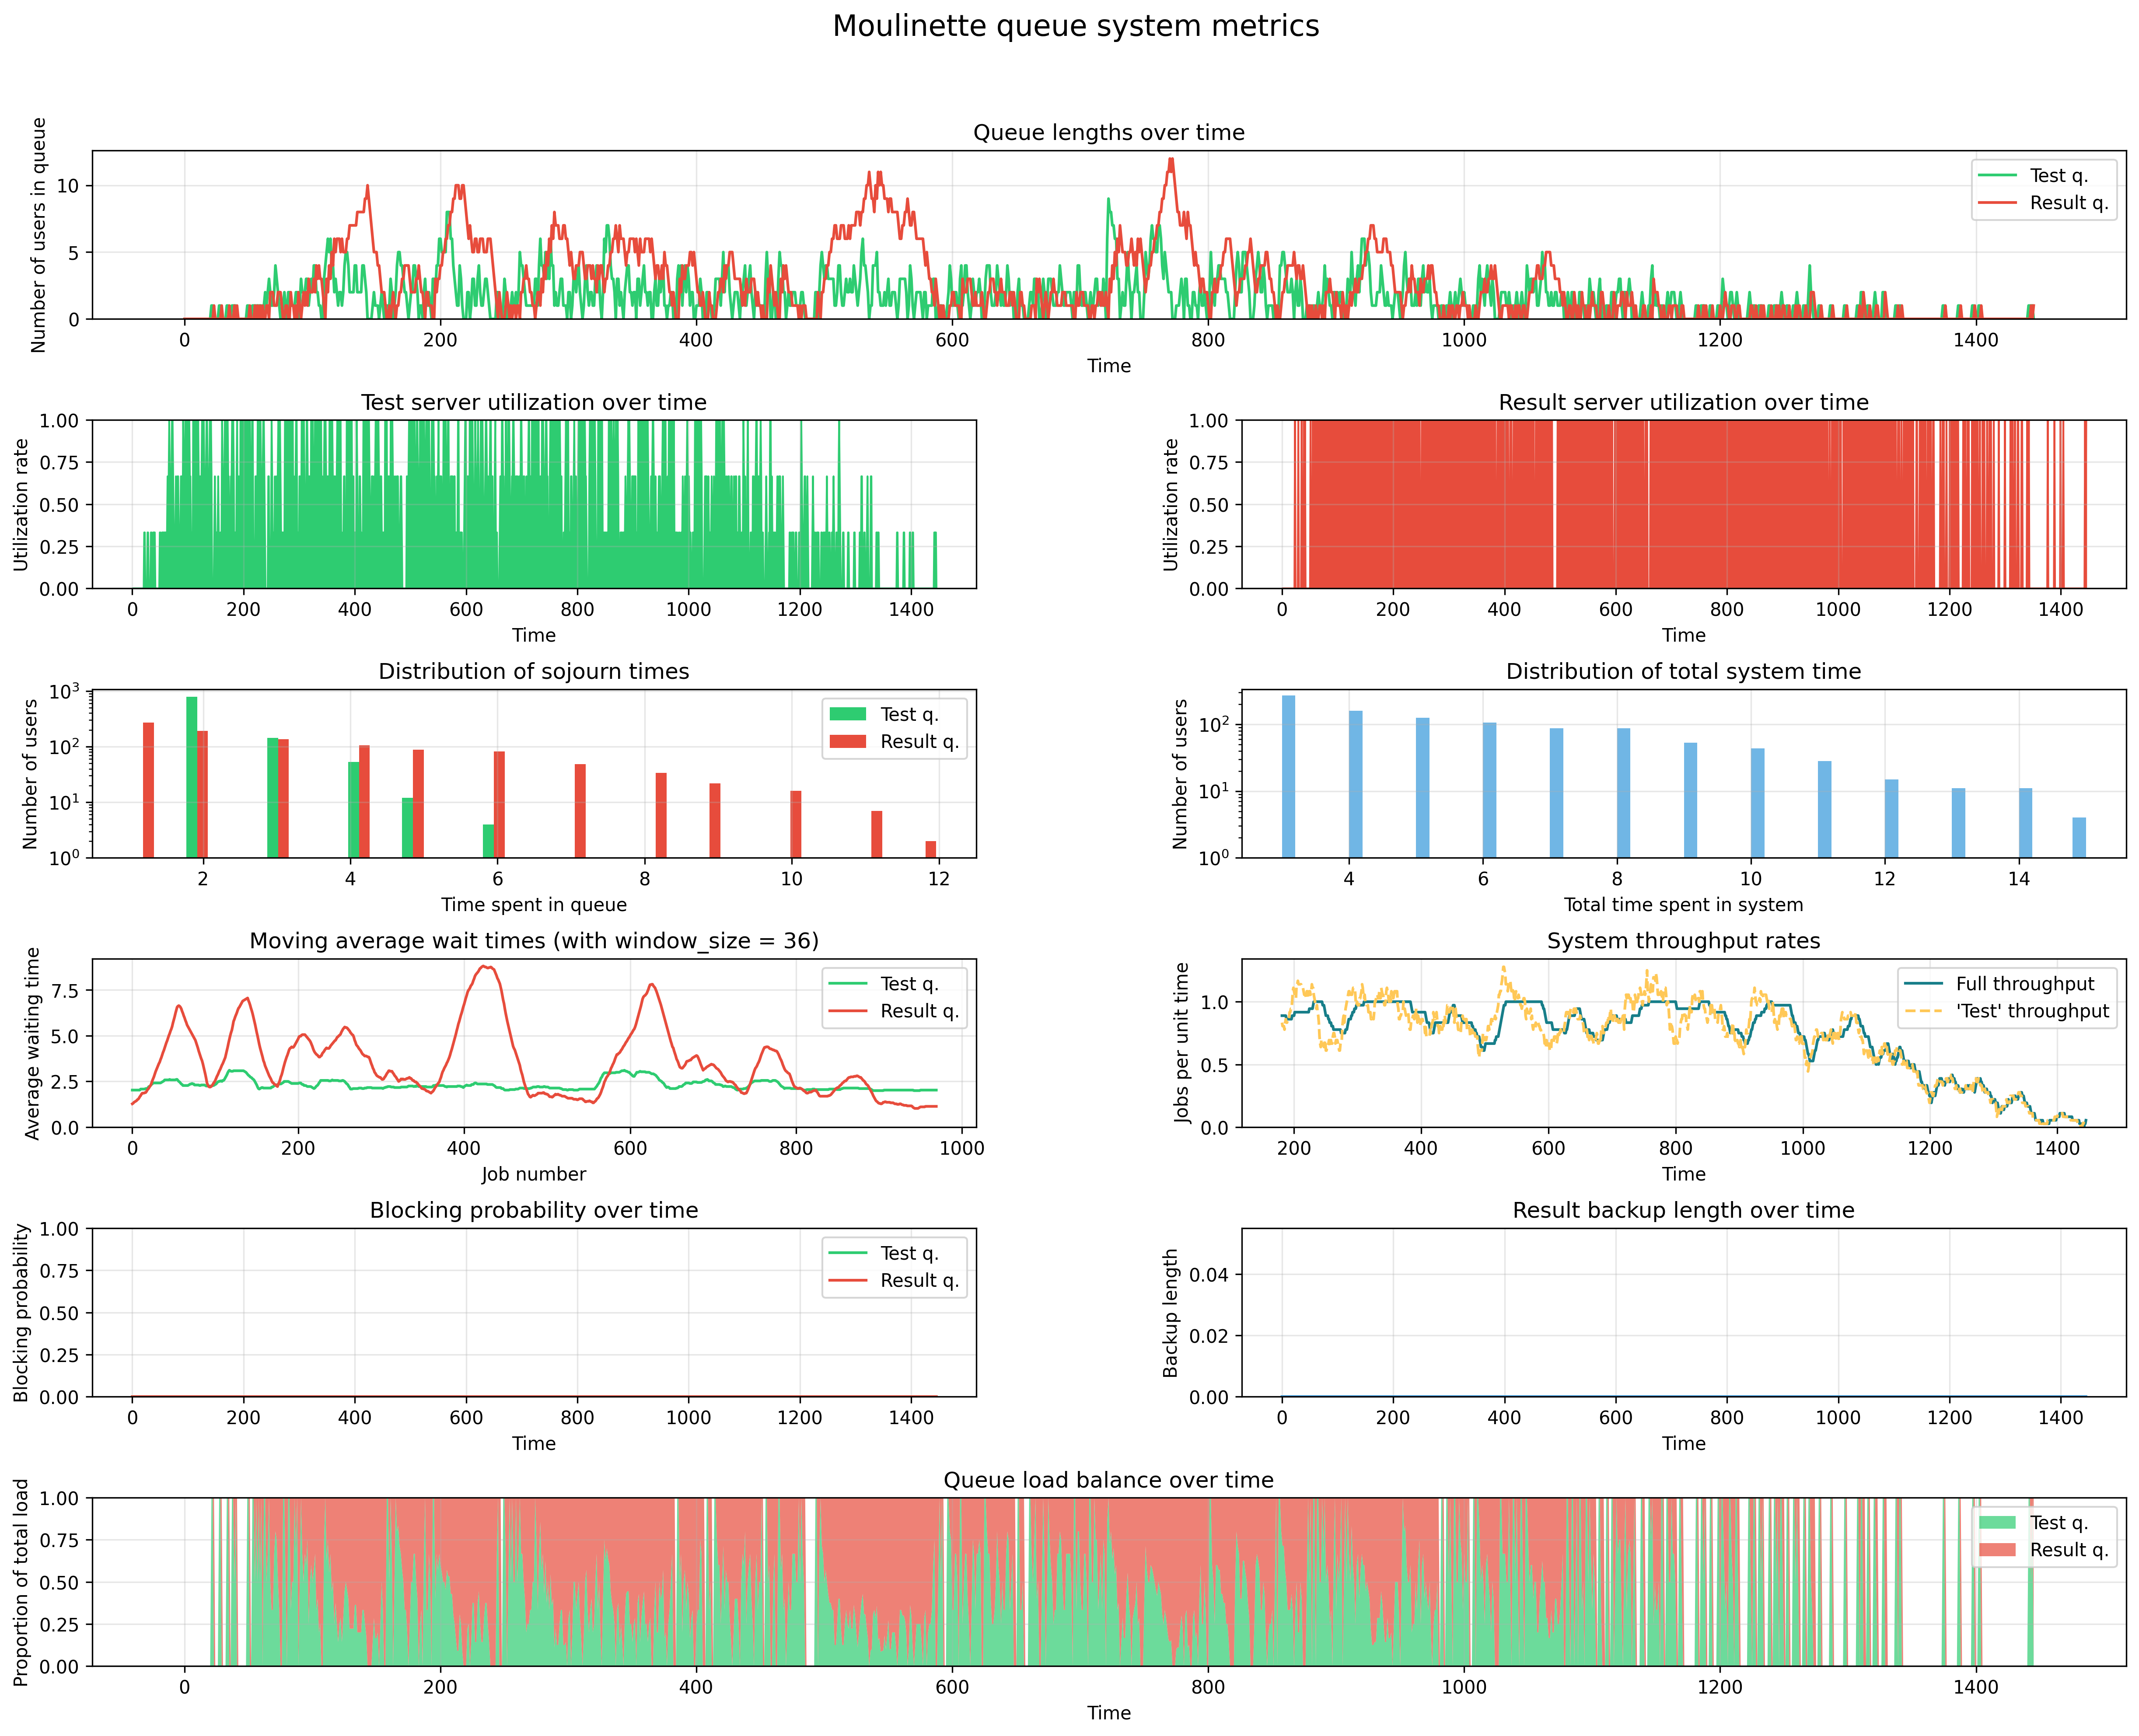 Moulinette queue system metrics
Queue lengths over time
Number of users in queue
10
5
0
Test q.
Result q.
0 200 400 600 800 1000 1200 1400
Time
Test server utilization over time
Utilization rate
1.00
0.75
0.50
0.25
0.00
0 200 400 600 800 1000 1200 1400
Time
Result server utilization over time
Utilization rate
1.00
0.75
0.50
0.25
0.00
0 200 400 600 800 1000 1200 1400
Time
Distribution of sojourn times
Number of users
10³
10²
10¹
10⁰
Test q.
Result q.
2 4 6 8 10 12
Time spent in queue
Distribution of total system time
Number of users
10²
10¹
10⁰
4 6 8 10 12 14
Total time spent in system
Moving average wait times (with window_size = 36)
Average waiting time
7.5
5.0
2.5
0.0
Test q.
Result q.
0 200 400 600 800 1000
Job number
System throughput rates
Jobs per unit time
1.0
0.5
0.0
Full throughput
'Test' throughput
200 400 600 800 1000 1200 1400
Time
Blocking probability over time
Blocking probability
1.00
0.75
0.50
0.25
0.00
Test q.
Result q.
0 200 400 600 800 1000 1200 1400
Time
Result backup length over time
Backup length
0.04
0.02
0.00
0 200 400 600 800 1000 1200 1400
Time
Queue load balance over time
Proportion of total load
1.00
0.75
0.50
0.25
0.00
Test q.
Result q.
0 200 400 600 800 1000 1200 1400
Time